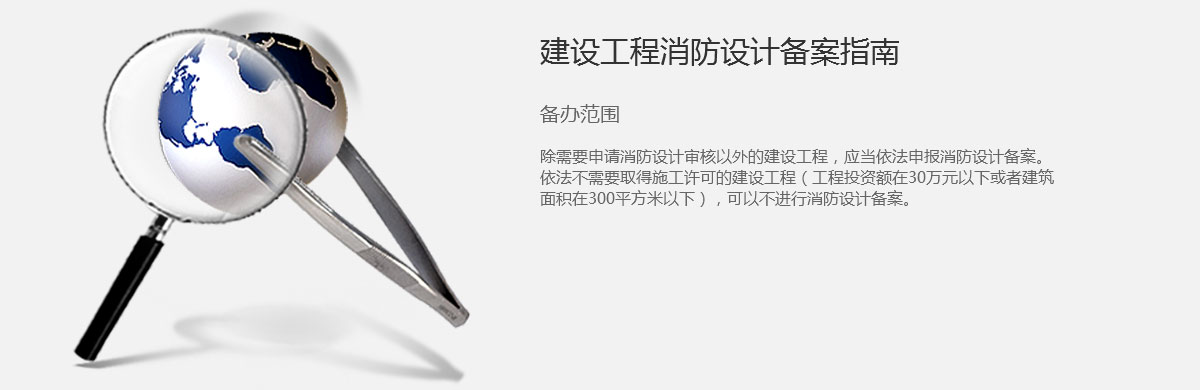 建设工程消防设计备案指南
备办范围
除需要申请消防设计审核以外的建设工程，应当依法申报消防设计备案。
依法不需要取得施工许可的建设工程（工程投资额在30万元以下或者建筑
面积在300平方米以下），可以不进行消防设计备案。